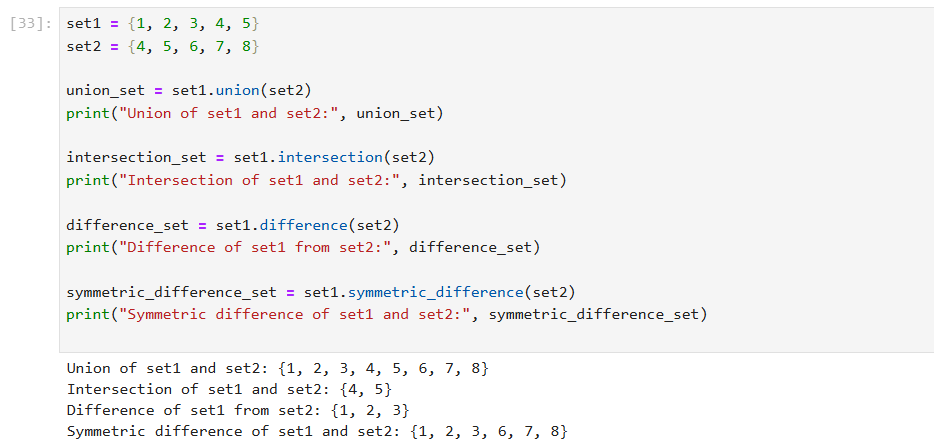 [33]: set1 = {1, 2, 3, 4, 5}
set2 = {4, 5, 6, 7, 8}
union_set = set1.union(set2)
print("Union of set1 and set2:", union_set)
intersection_set = set1.intersection(set2)
print("Intersection of set1 and set2:", intersection_set)
difference_set = set1.difference(set2)
print("Difference of set1 from set2:", difference_set)
symmetric_difference_set = set1.symmetric_difference(set2)
print("Symmetric difference of set1 and set2:", symmetric_difference_set)
Union of set1 and set2: {1, 2, 3, 4, 5, 6, 7, 8}
Intersection of set1 and set2: {4, 5}
Difference of set1 from set2: {1, 2, 3}
Symmetric difference of set1 and set2: {1, 2, 3, 6, 7, 8}